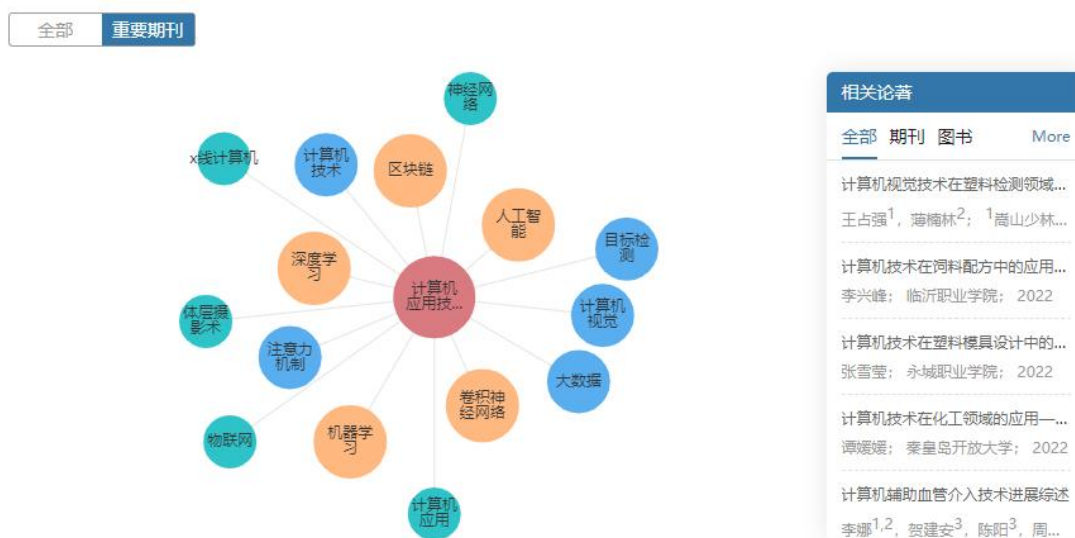 全部 重要期刊
神经网
络
x线计算机
计算机
技术
区块链
人工智
能
目标检
测
深度学
习
计算机
应用技...
体层摄
影术
计算机
视觉
注意力
机制
大数据
卷积神
经网络
物联网
机器学
习
计算机
应用
相关论著
全部 期刊 图书 More
计算机视觉技术在塑料检测领域...
王占强1，薄楠林2； 1嵩山少林...
计算机技术在饲料配方中的应用...
李兴峰； 临沂职业学院； 2022
计算机技术在塑料模具设计中的...
张雪莹； 永城职业学院； 2022
计算机技术在化工领域的应用—...
谭嫒嫒； 秦皇岛开放大学； 2022
计算机辅助血管介入技术进展综述
李娜1,2，贺建安3，陈阳3，周...